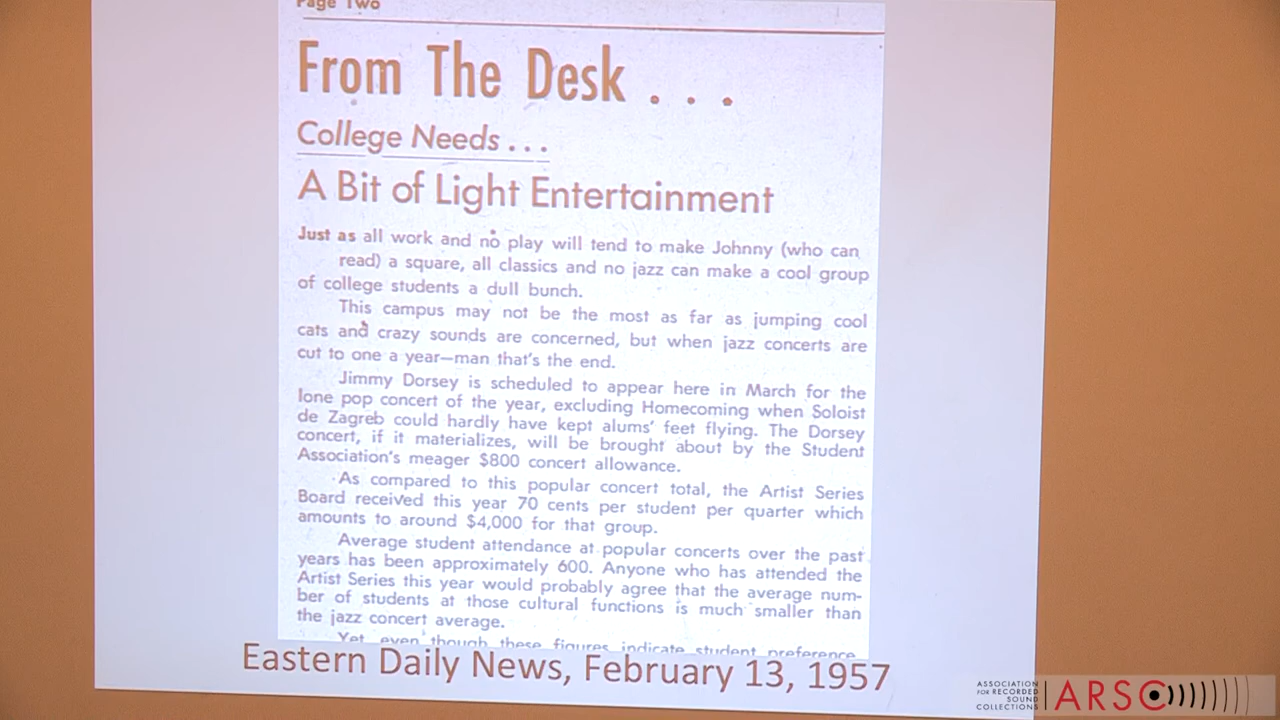 Page Two
From The Desk . . .
College Needs . . .
A Bit of Light Entertainment
Just as all work and no play will tend to make Johnny (who can
read) a square, all classics and no jazz can make a cool group
of college students a dull bunch.
This campus may not be the most as far as jumping cool
cats and crazy sounds are concerned, but when jazz concerts are
cut to one a year—man that's the end.
Jimmy Dorsey is scheduled to appear here in March for the
lone pop concert of the year, excluding Homecoming when Soloist
de Zagreb could hardly have kept alums' feet flying. The Dorsey
concert, if it materializes, will be brought about by the Student
Association's meager $800 concert allowance.
As compared to this popular concert total, the Artist Series
Board received this year 70 cents per student per quarter which
amounts to around $4,000 for that group.
Average student attendance at popular concerts over the past
years has been approximately 600. Anyone who has attended the
Artist Series this year would probably agree that the average num-
ber of students at those cultural functions is much smaller than
the jazz concert average.
Yet even though these figures indicate student preference
Eastern Daily News, February 13, 1957
ASSOCIATION
FOR RECORDED
SOUND
COLLECTIONS
ARSC